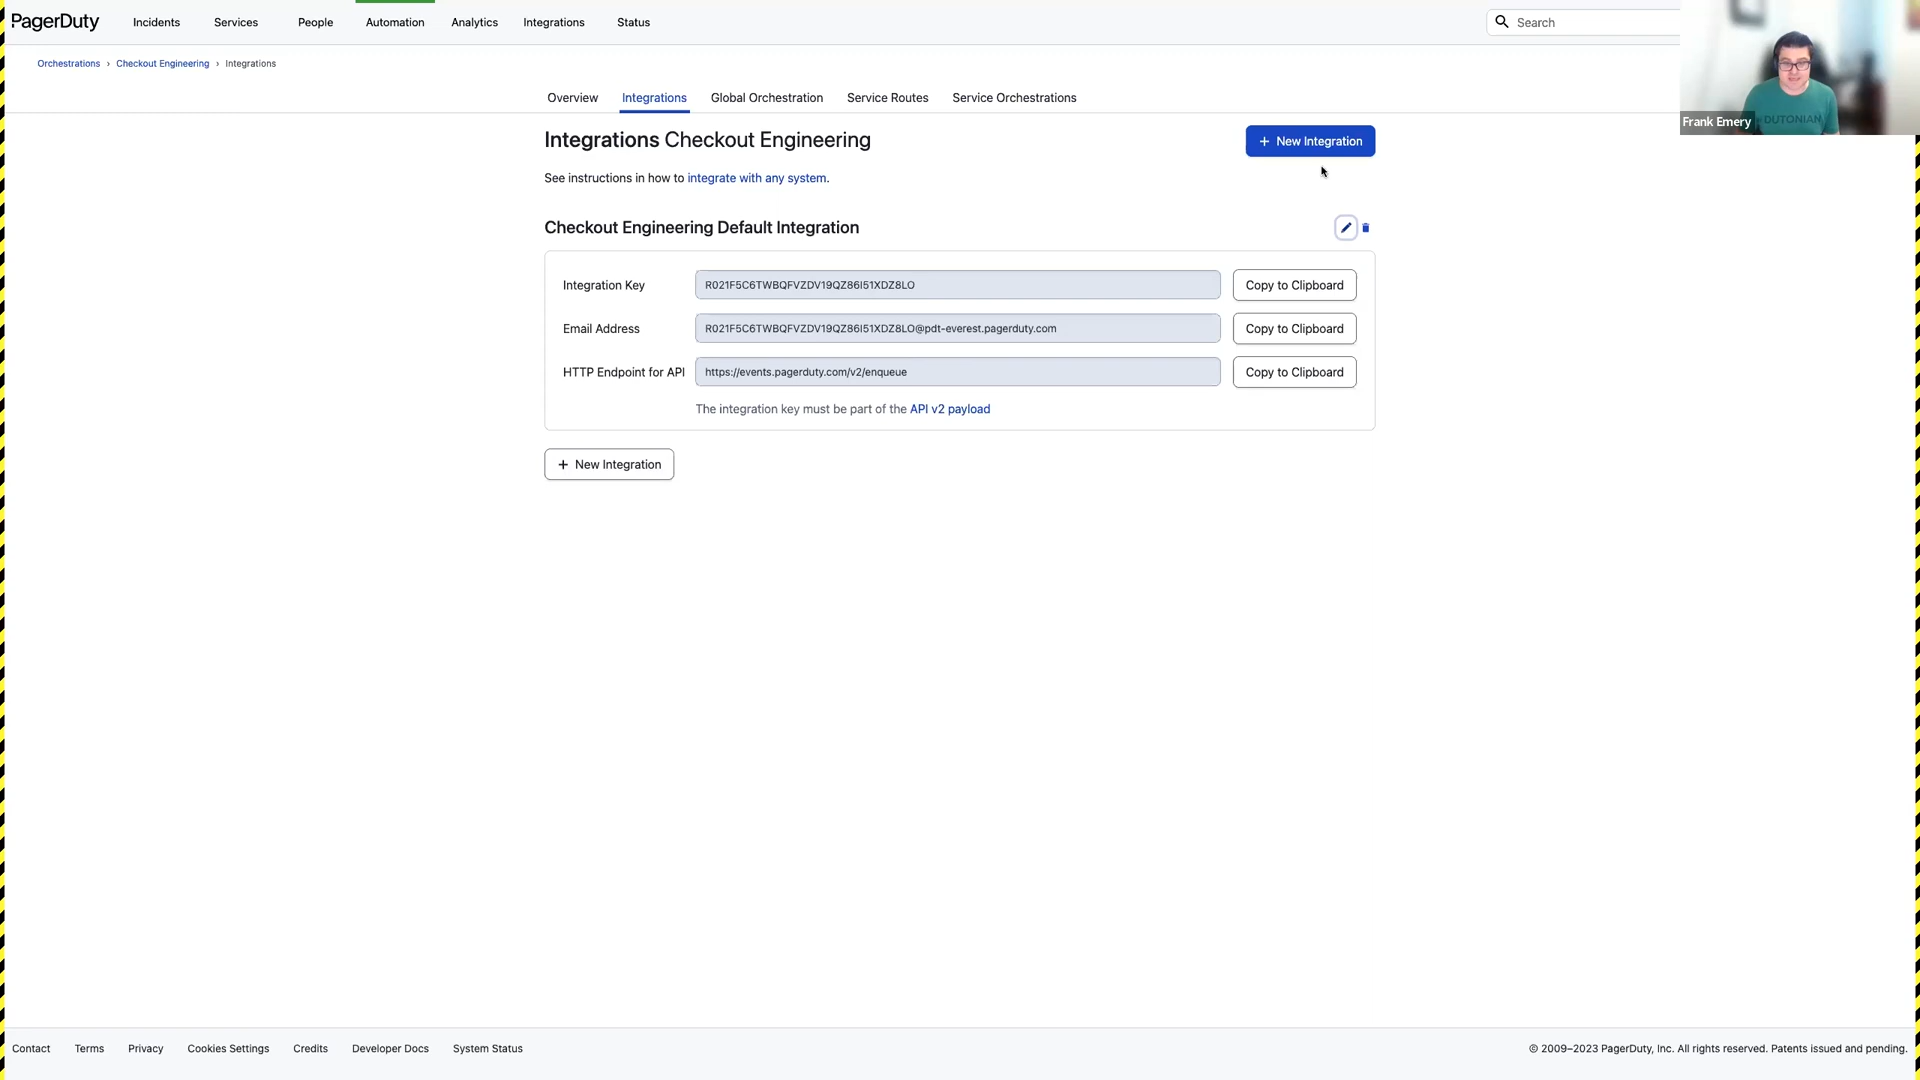 PagerDuty
Incidents
Services
People
Automation
Analytics
Integrations
Status
Search
Orchestrations › Checkout Engineering › Integrations
Overview
Integrations
Global Orchestration
Service Routes
Service Orchestrations
Integrations Checkout Engineering
+ New Integration
See instructions in how to integrate with any system.
Checkout Engineering Default Integration
Integration Key
R021F5C6TWBQFVZDV19QZ86I51XDZ8LO
Copy to Clipboard
Email Address
R021F5C6TWBQFVZDV19QZ86I51XDZ8LO@pdt-everest.pagerduty.com
Copy to Clipboard
HTTP Endpoint for API
https://events.pagerduty.com/v2/enqueue
Copy to Clipboard
The integration key must be part of the API v2 payload
+ New Integration
DUTONIAN
Frank Emery
Contact
Terms
Privacy
Cookies Settings
Credits
Developer Docs
System Status
© 2009–2023 PagerDuty, Inc. All rights reserved. Patents issued and pending.